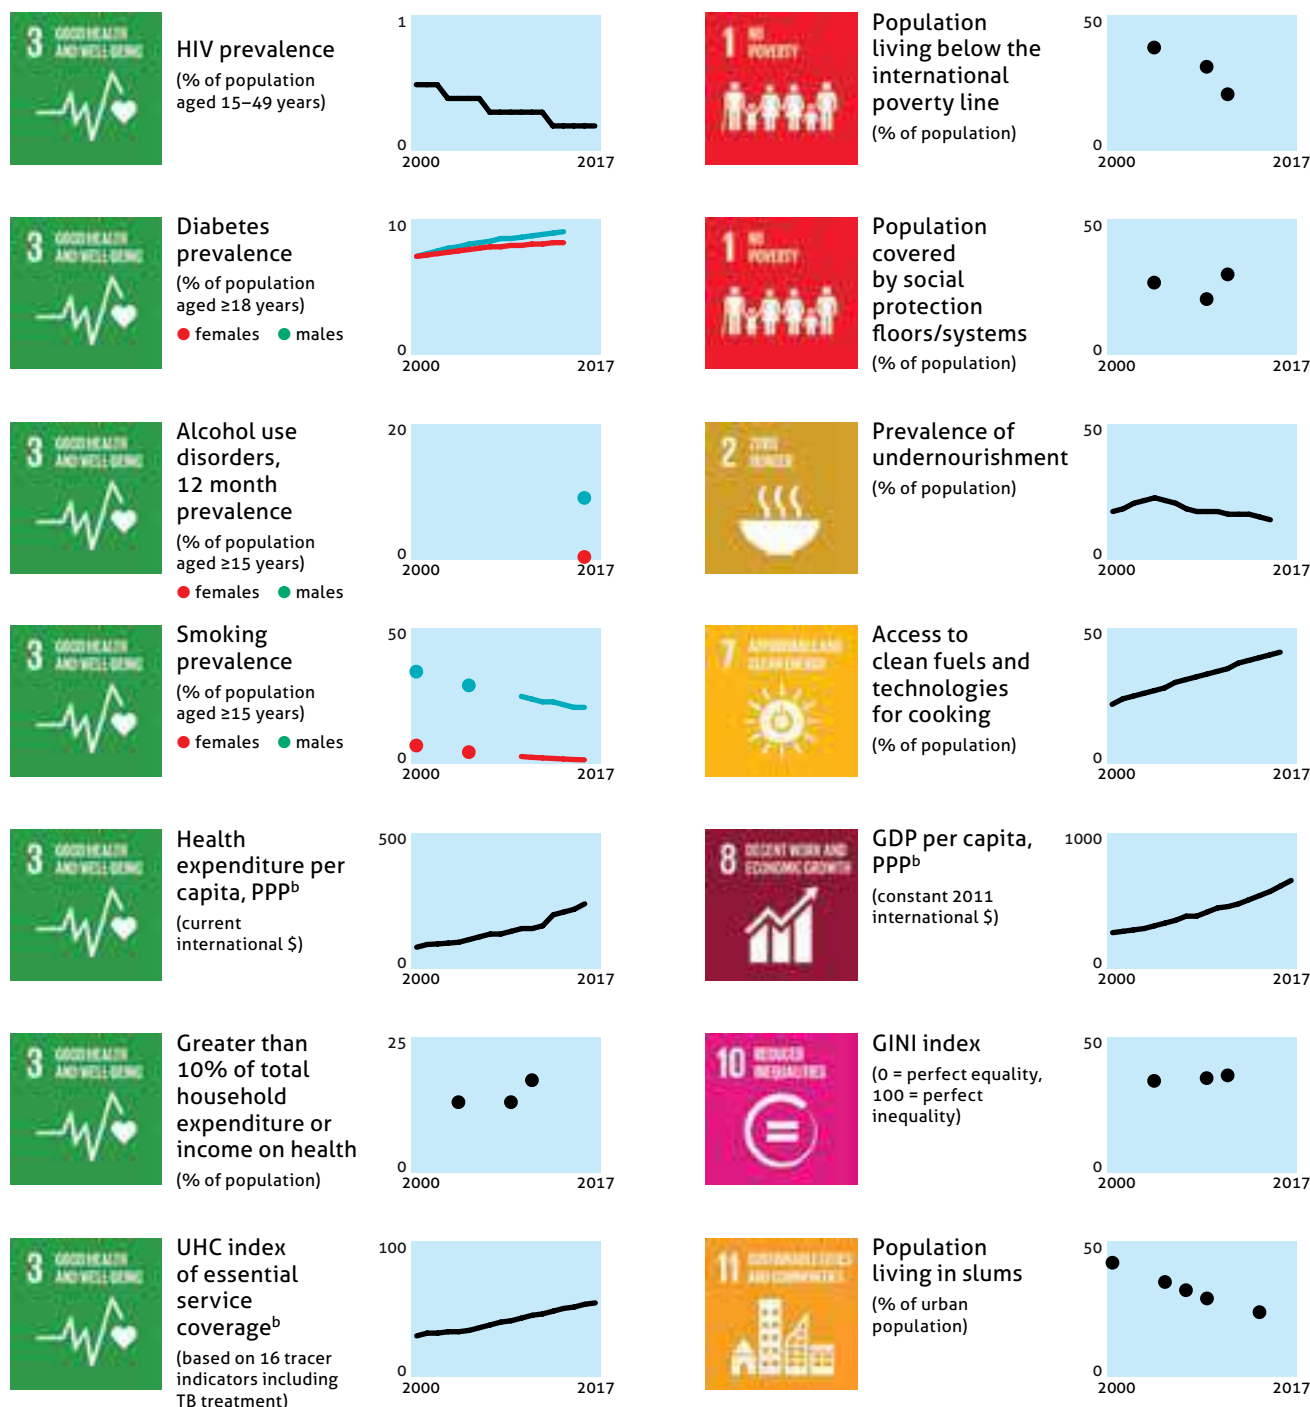 3 GOOD HEALTH
AND WELL-BEING
HIV prevalence
(% of population
aged 15–49 years)
1
0
2000
2017
3 GOOD HEALTH
AND WELL-BEING
Diabetes
prevalence
(% of population
aged ≥18 years)
females males
10
0
2000
2017
3 GOOD HEALTH
AND WELL-BEING
Alcohol use
disorders,
12 month
prevalence
(% of population
aged ≥15 years)
females males
20
0
2000
2017
3 GOOD HEALTH
AND WELL-BEING
Smoking
prevalence
(% of population
aged ≥15 years)
females males
50
0
2000
2017
3 GOOD HEALTH
AND WELL-BEING
Health
expenditure per
capita, PPPᵇ
(current
international $)
500
0
2000
2017
3 GOOD HEALTH
AND WELL-BEING
Greater than
10% of total
household
expenditure or
income on health
(% of population)
25
0
2000
2017
3 GOOD HEALTH
AND WELL-BEING
UHC index
of essential
service
coverageᵇ
(based on 16 tracer
indicators including
TB treatment)
100
0
2000
2017
1 NO
POVERTY
Population
living below the
international
poverty line
(% of population)
50
0
2000
2017
1 NO
POVERTY
Population
covered
by social
protection
floors/systems
(% of population)
50
0
2000
2017
2 ZERO
HUNGER
Prevalence of
undernourishment
(% of population)
50
0
2000
2017
7 AFFORDABLE AND
CLEAN ENERGY
Access to
clean fuels and
technologies
for cooking
(% of population)
50
0
2000
2017
8 DECENT WORK AND
ECONOMIC GROWTH
GDP per capita,
PPPᵇ
(constant 2011
international $)
1000
0
2000
2017
10 REDUCED
INEQUALITIES
GINI index
(0 = perfect equality,
100 = perfect
inequality)
50
0
2000
2017
11 SUSTAINABLE CITIES
AND COMMUNITIES
Population
living in slums
(% of urban
population)
50
0
2000
2017